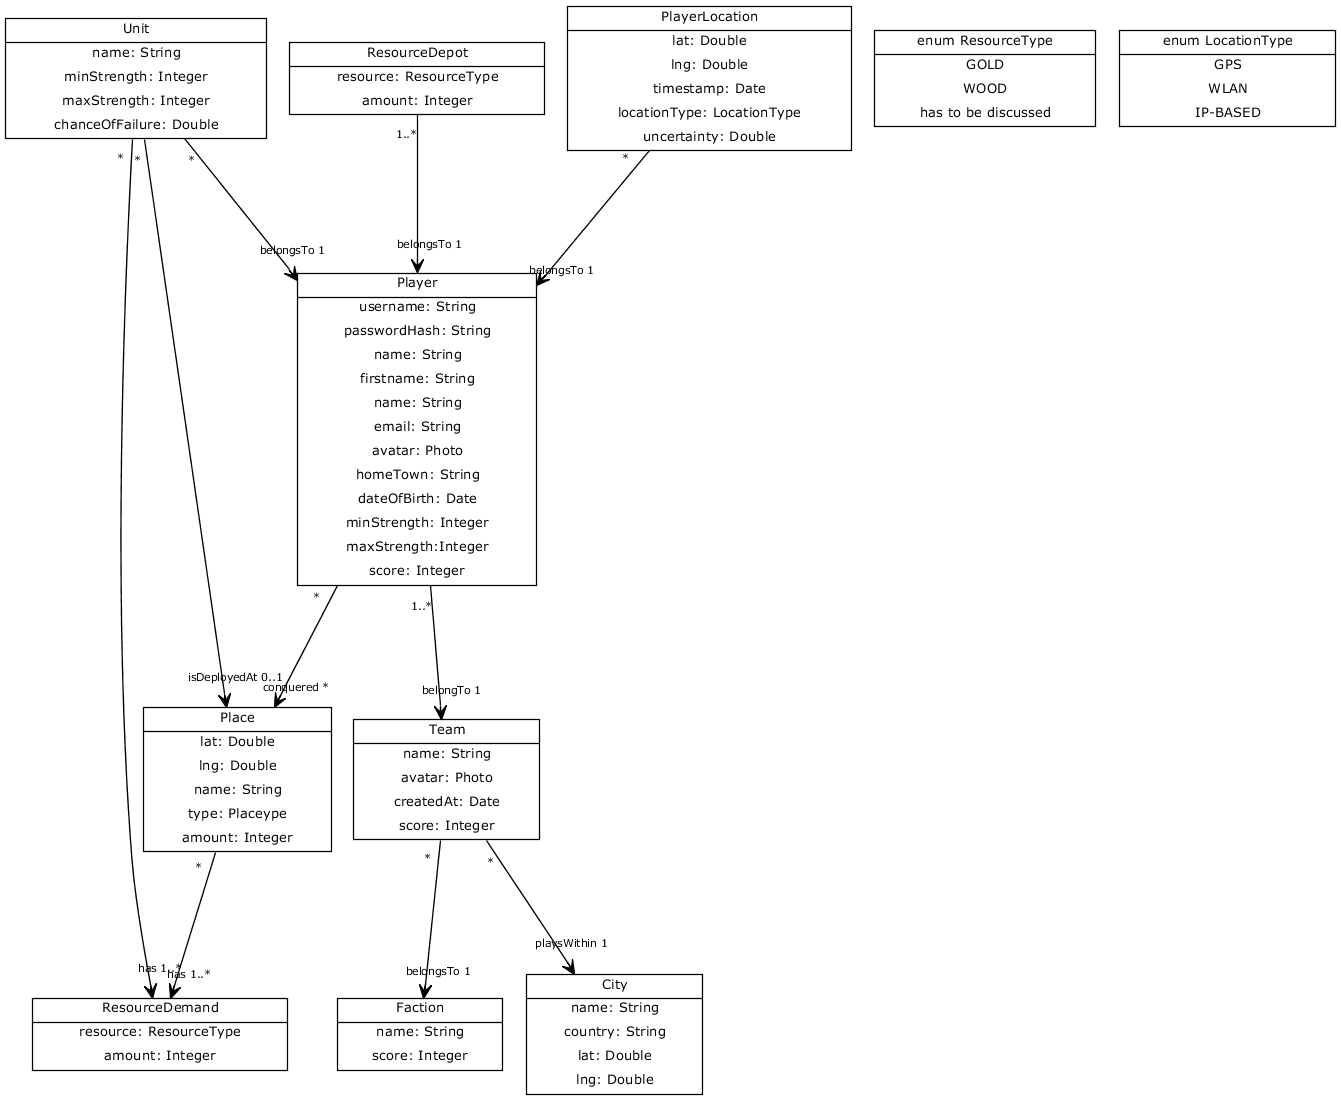 Unit
name: String
minStrength: Integer
maxStrength: Integer
chanceOfFailure: Double
ResourceDepot
resource: ResourceType
amount: Integer
PlayerLocation
lat: Double
lng: Double
timestamp: Date
locationType: LocationType
uncertainty: Double
enum ResourceType
GOLD
WOOD
has to be discussed
enum LocationType
GPS
WLAN
IP-BASED
*
*
*
1..*
*
belongsTo 1
belongsTo 1
belongsTo 1
Player
username: String
passwordHash: String
name: String
firstname: String
name: String
email: String
avatar: Photo
homeTown: String
dateOfBirth: Date
minStrength: Integer
maxStrength:Integer
score: Integer
*
1..*
isDeployedAt 0..1
conquered *
belongTo 1
Place
lat: Double
lng: Double
name: String
type: Placeype
amount: Integer
Team
name: String
avatar: Photo
createdAt: Date
score: Integer
*
*
*
has 1..*
has 1..*
belongsTo 1
playsWithin 1
ResourceDemand
resource: ResourceType
amount: Integer
Faction
name: String
score: Integer
City
name: String
country: String
lat: Double
lng: Double